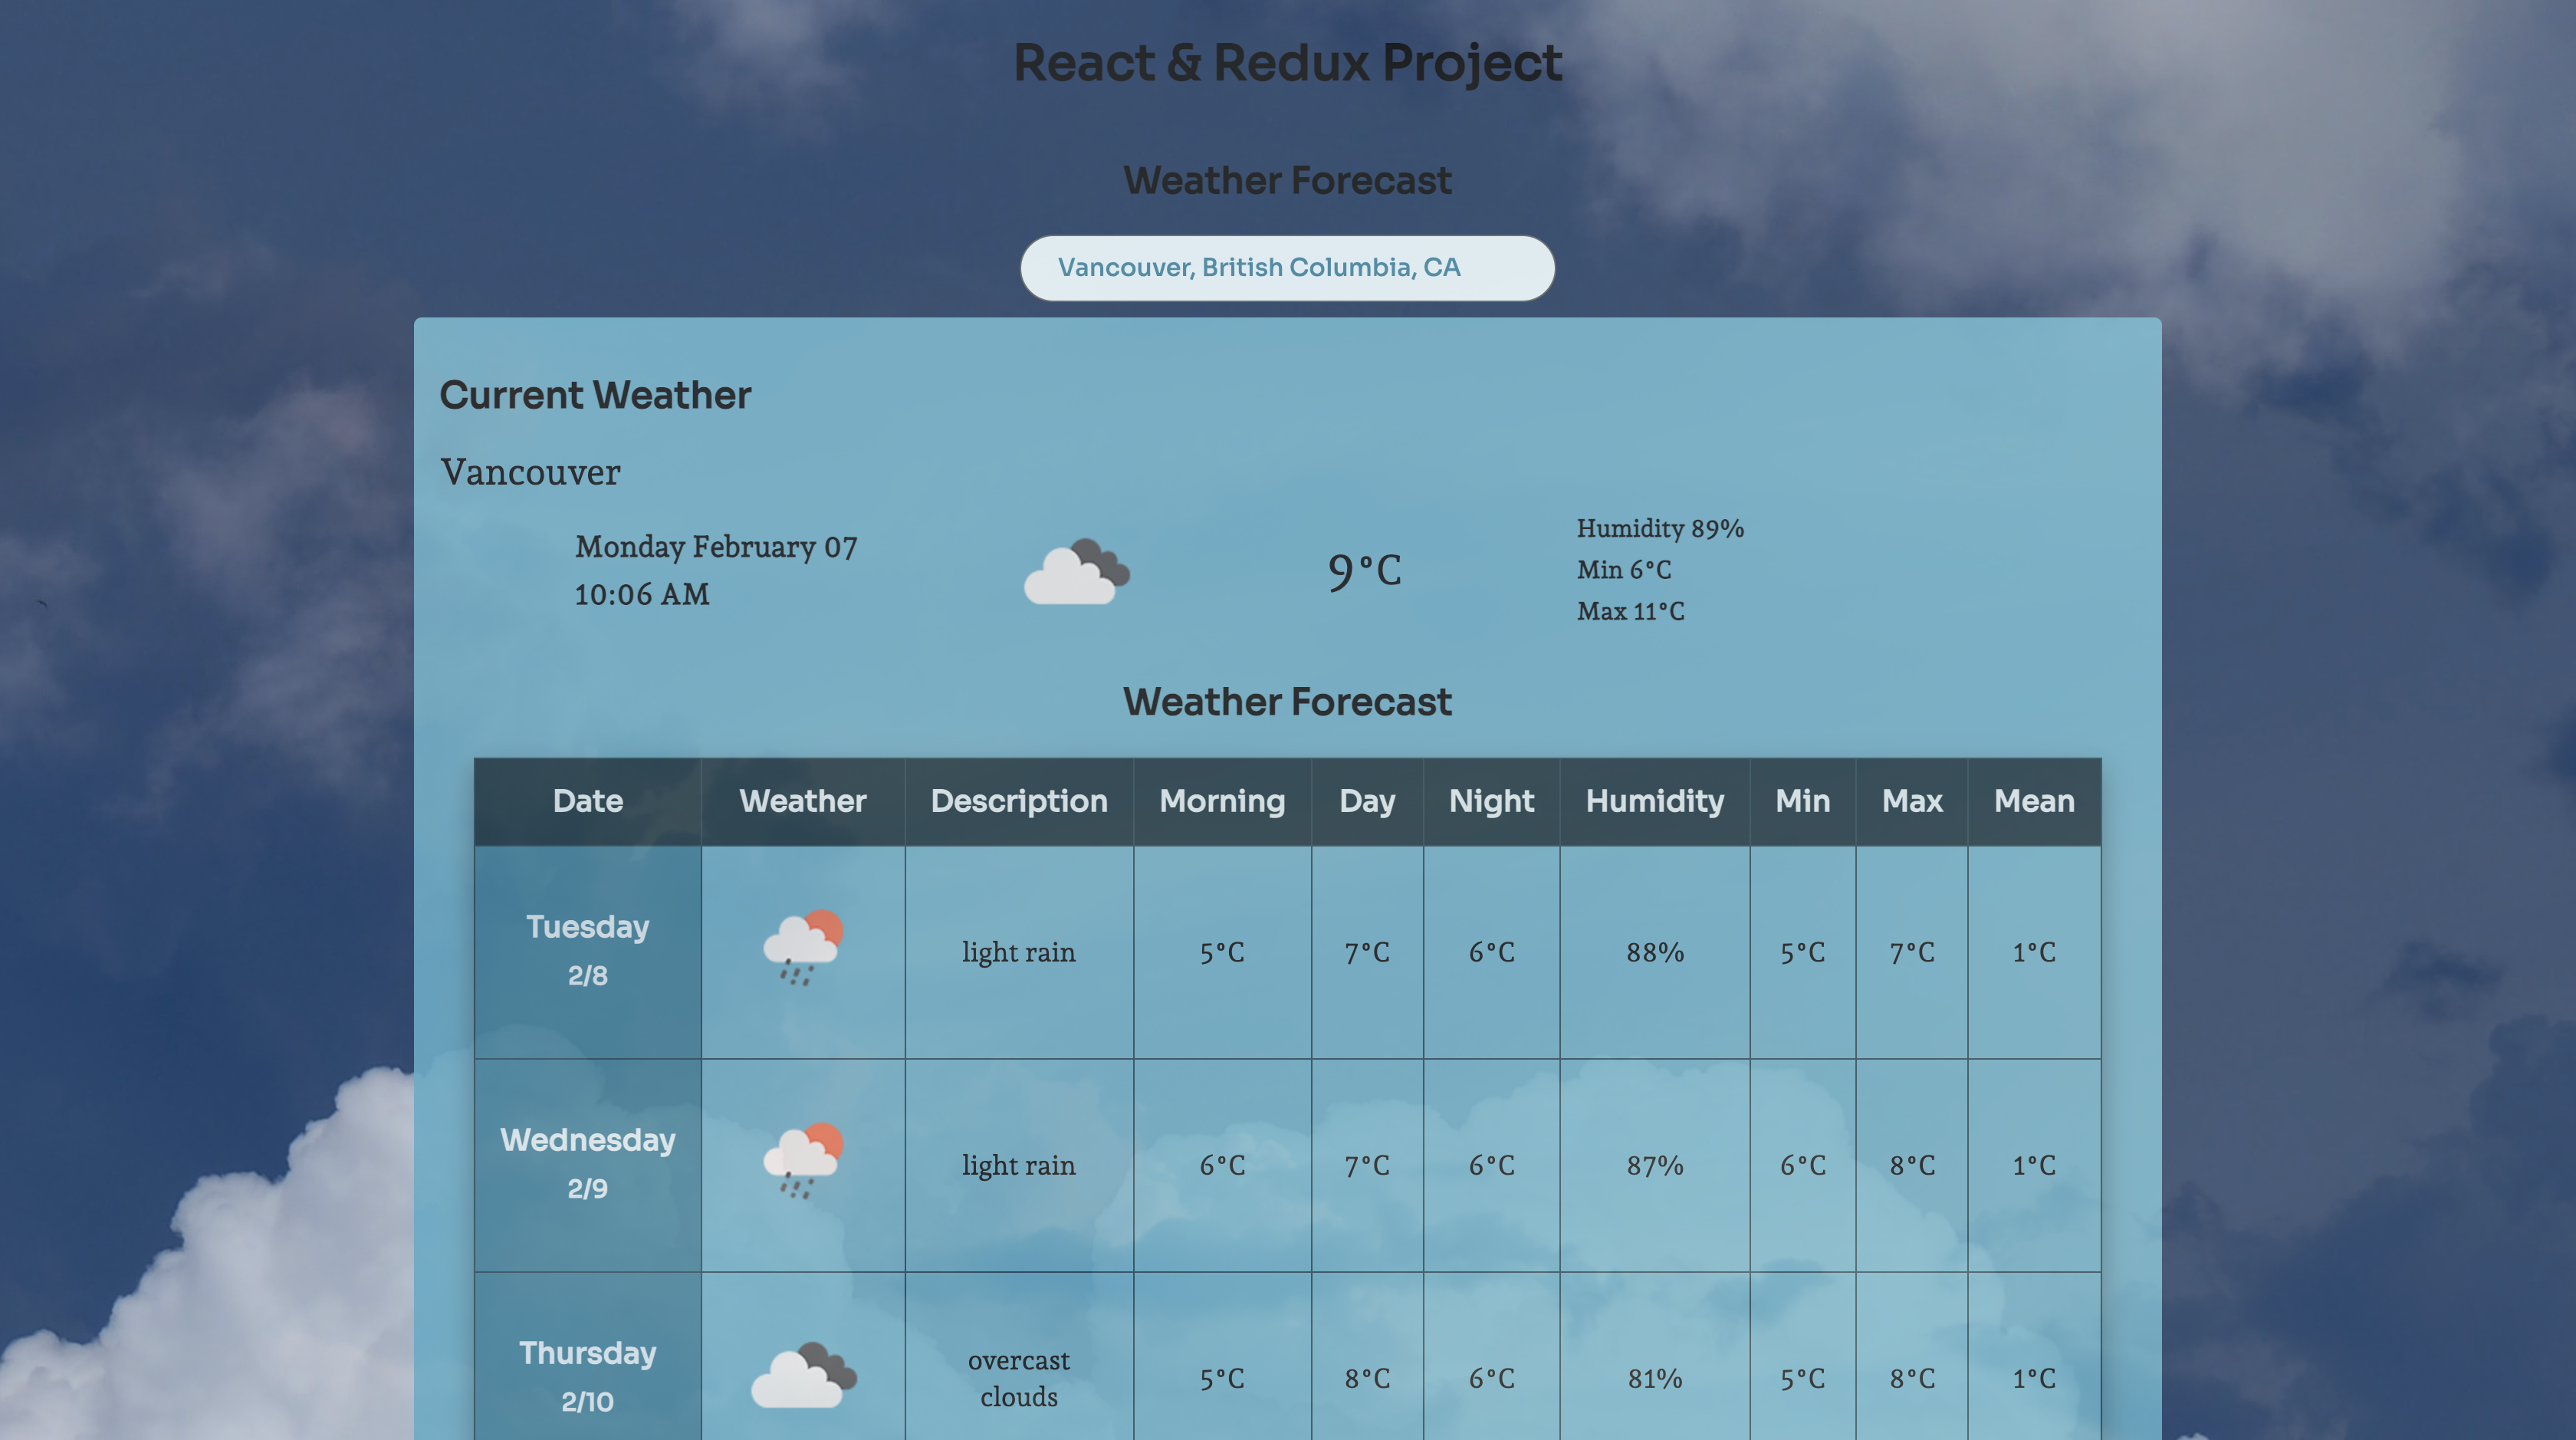 React & Redux Project
Weather Forecast
Vancouver, British Columbia, CA
Current Weather
Vancouver
Monday February 07
10:06 AM
9°C
Humidity 89%
Min 6°C
Max 11°C
Weather Forecast
Date Weather Description Morning Day Night Humidity Min Max Mean
Tuesday
2/8
light rain 5°C 7°C 6°C 88% 5°C 7°C 1°C
Wednesday
2/9
light rain 6°C 7°C 6°C 87% 6°C 8°C 1°C
Thursday
2/10
overcast
clouds
5°C 8°C 6°C 81% 5°C 8°C 1°C